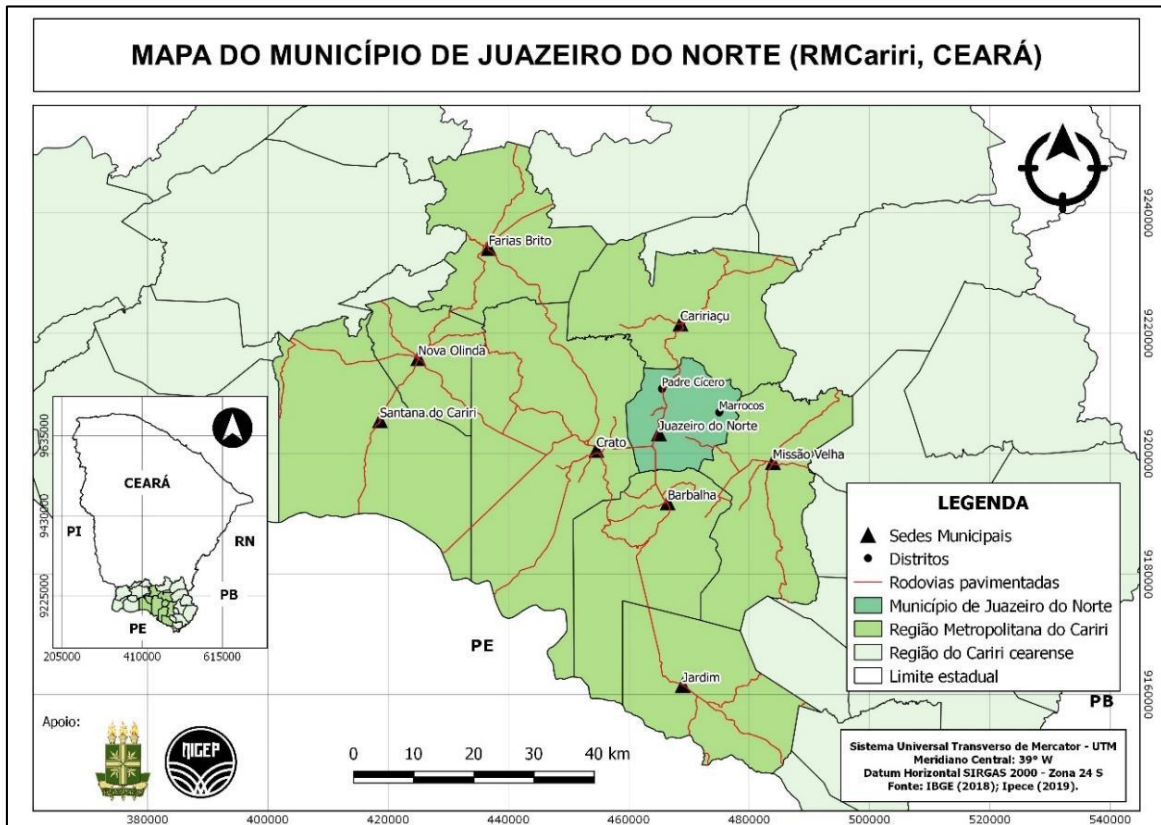 MAPA DO MUNICÍPIO DE JUAZEIRO DO NORTE (RMCariri, CEARÁ)
Farias Brito
Caririaçu
Nova Olinda
Padre Cícero
Marrocos
Santana do Cariri
Juazeiro do Norte
Crato
Missão Velha
Barbalha
Jardim
PE
PB
9240000
9220000
9200000
9180000
9160000
380000
400000
420000
440000
460000
480000
500000
520000
540000
CEARÁ
PI
RN
PB
PE
9635000
9430000
9225000
205000
410000
615000
LEGENDA
Sedes Municipais
Distritos
Rodovias pavimentadas
Município de Juazeiro do Norte
Região Metropolitana do Cariri
Região do Cariri cearense
Limite estadual
Apoio:
NIGEP
0 10 20 30 40 km
Sistema Universal Transverso de Mercator - UTM
Meridiano Central: 39° W
Datum Horizontal SIRGAS 2000 - Zona 24 S
Fonte: IBGE (2018); Ipece (2019).